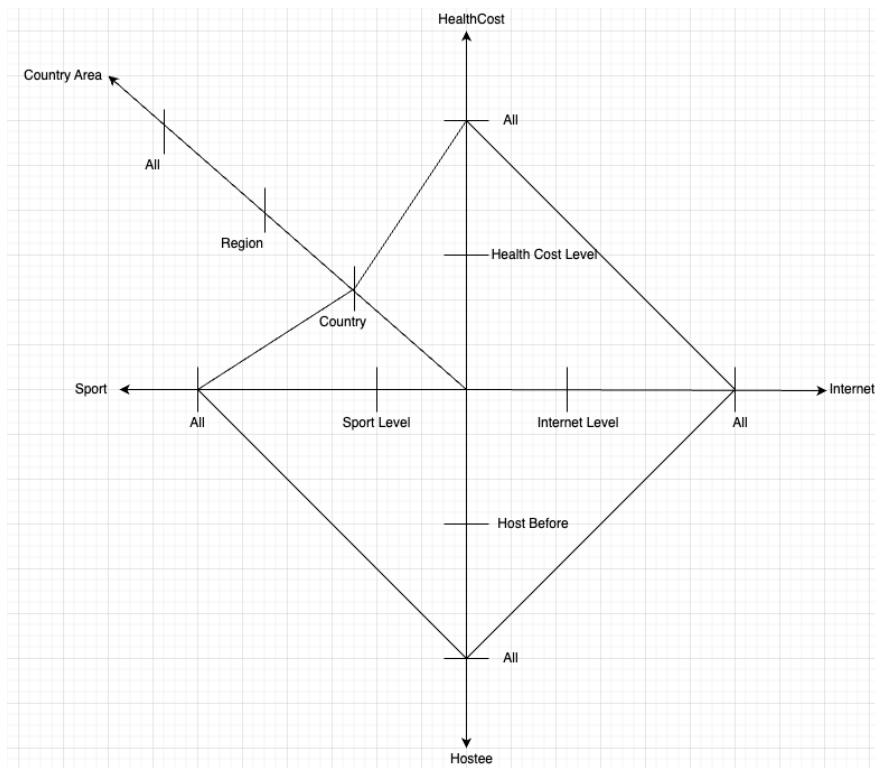 HealthCost
Country Area
All
All
Region
Health Cost Level
Country
Sport
Internet
All
Sport Level
Internet Level
All
Host Before
All
Hostee